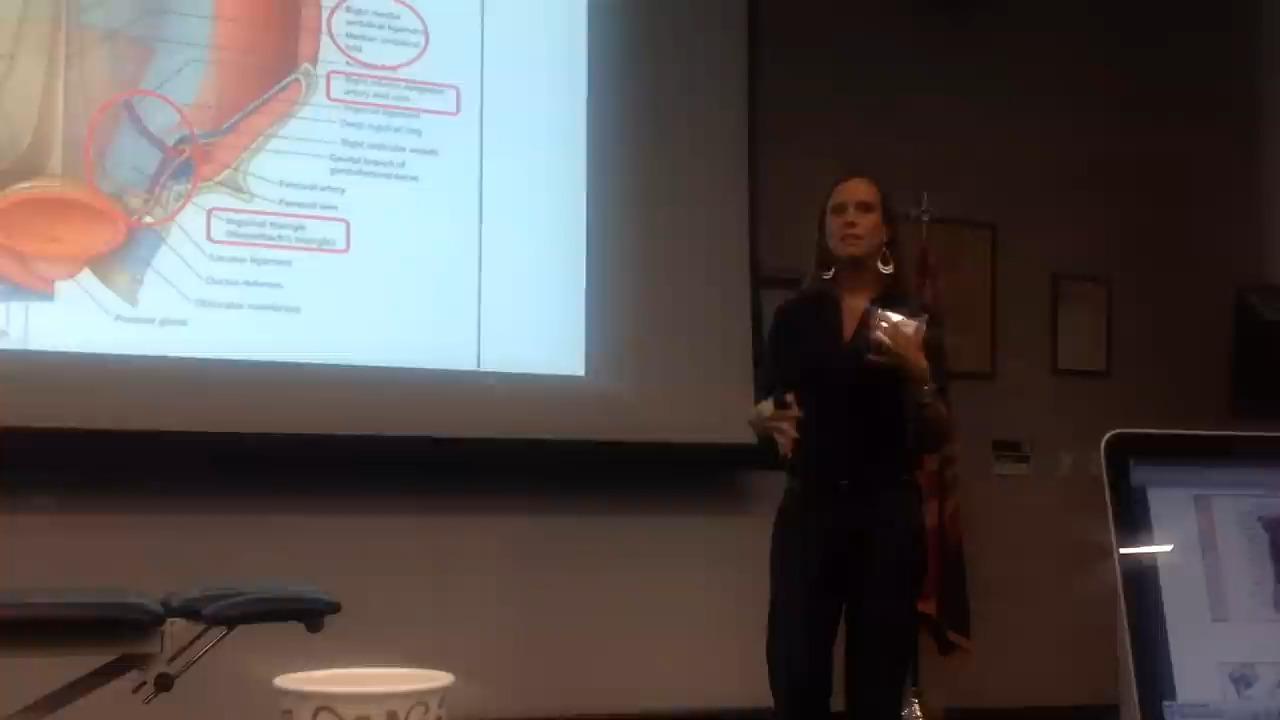 Right medial
umbilical ligament
Median umbilical
fold
Right inferior epigastric
artery and vein
Inguinal ligament
Deep inguinal ring
Right testicular vessels
Genital branch of
genitofemoral nerve
Femoral artery
Femoral vein
Inguinal triangle
(Hesselbach's triangle)
Lacunar ligament
Ductus deferens
Obturator membrane
Prostate gland